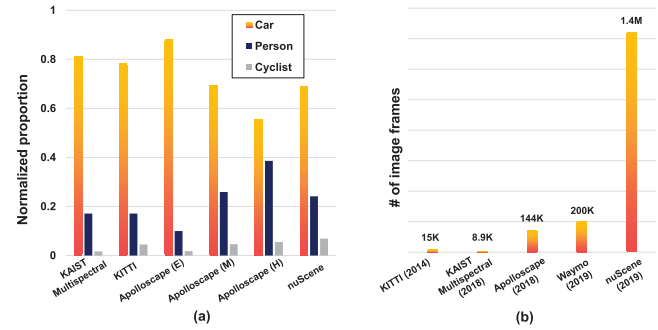 Normalized proportion
1
0.8
0.6
0.4
0.2
0
Car
Person
Cyclist
KAIST
Multispectral
KITTI
Apolloscape (E)
Apolloscape (M)
Apolloscape (H)
nuScene
(a)
# of image frames
15K
8.9K
144K
200K
1.4M
KITTI (2014)
KAIST
Multispectral
(2018)
Apolloscape
(2018)
Waymo
(2019)
nuScene
(2019)
(b)